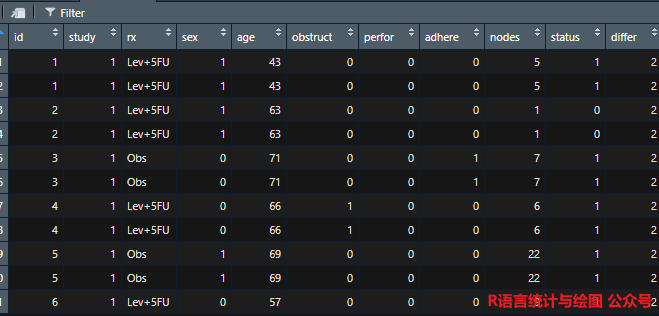 Filter
id study rx sex age obstruct perfor adhere nodes status differ
1 1 1 Lev+5FU 1 43 0 0 0 5 1 2
2 1 1 Lev+5FU 1 43 0 0 0 5 1 2
3 2 1 Lev+5FU 1 63 0 0 0 1 0 2
4 2 1 Lev+5FU 1 63 0 0 0 1 0 2
5 3 1 Obs 0 71 0 0 1 7 1 2
6 3 1 Obs 0 71 0 0 1 7 1 2
7 4 1 Lev+5FU 0 66 1 0 0 6 1 2
8 4 1 Lev+5FU 0 66 1 0 0 6 1 2
9 5 1 Obs 1 69 0 0 0 22 1 2
0 5 1 Obs 1 69 0 0 0 22 1 2
1 6 1 Lev+5FU 0 57 0 0 2
R语言统计与绘图 公众号